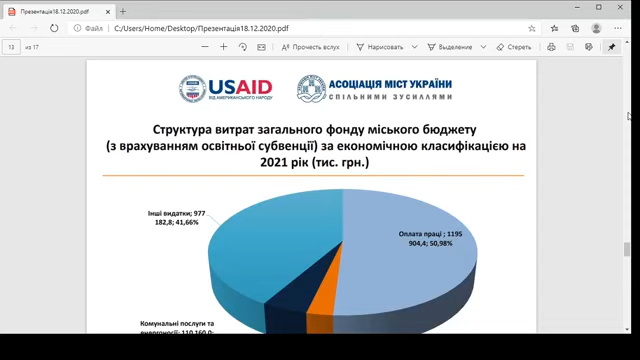 Презентація18.12.2020.pdf
Файл
C:/Users/Home/Desktop/Презентація18.12.2020.pdf
13 из 17
Прочесть вслух
Нарисовать
Выделение
Стереть
USAID
ВІД АМЕРИКАНСЬКОГО НАРОДУ
АСОЦІАЦІЯ МІСТ УКРАЇНИ
СПІЛЬНИМИ ЗУСИЛЛЯМИ
Структура витрат загального фонду міського бюджету
(з врахуванням освітньої субвенції) за економічною класифікацією на
2021 рік (тис. грн.)
Інші видатки; 977
182,8; 41,66%
Оплата праці ; 1195
904,4; 50,98%
Комунальні послуги та
110 160,0;